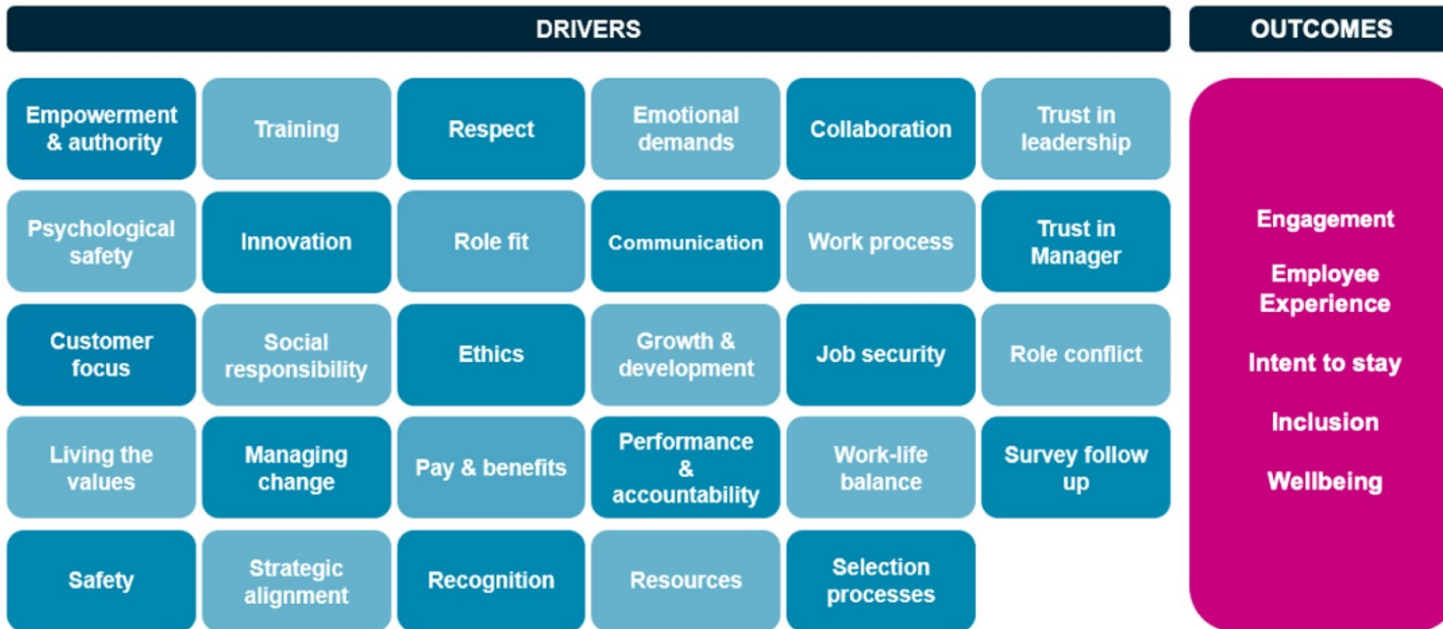 DRIVERS
OUTCOMES
Empowerment
& authority
Training
Respect
Emotional
demands
Collaboration
Trust in
leadership
Psychological
safety
Innovation
Role fit
Communication
Work process
Trust in
Manager
Customer
focus
Social
responsibility
Ethics
Growth &
development
Job security
Role conflict
Living the
values
Managing
change
Pay & benefits
Performance
&
accountability
Work-life
balance
Survey follow
up
Safety
Strategic
alignment
Recognition
Resources
Selection
processes
Engagement
Employee
Experience
Intent to stay
Inclusion
Wellbeing